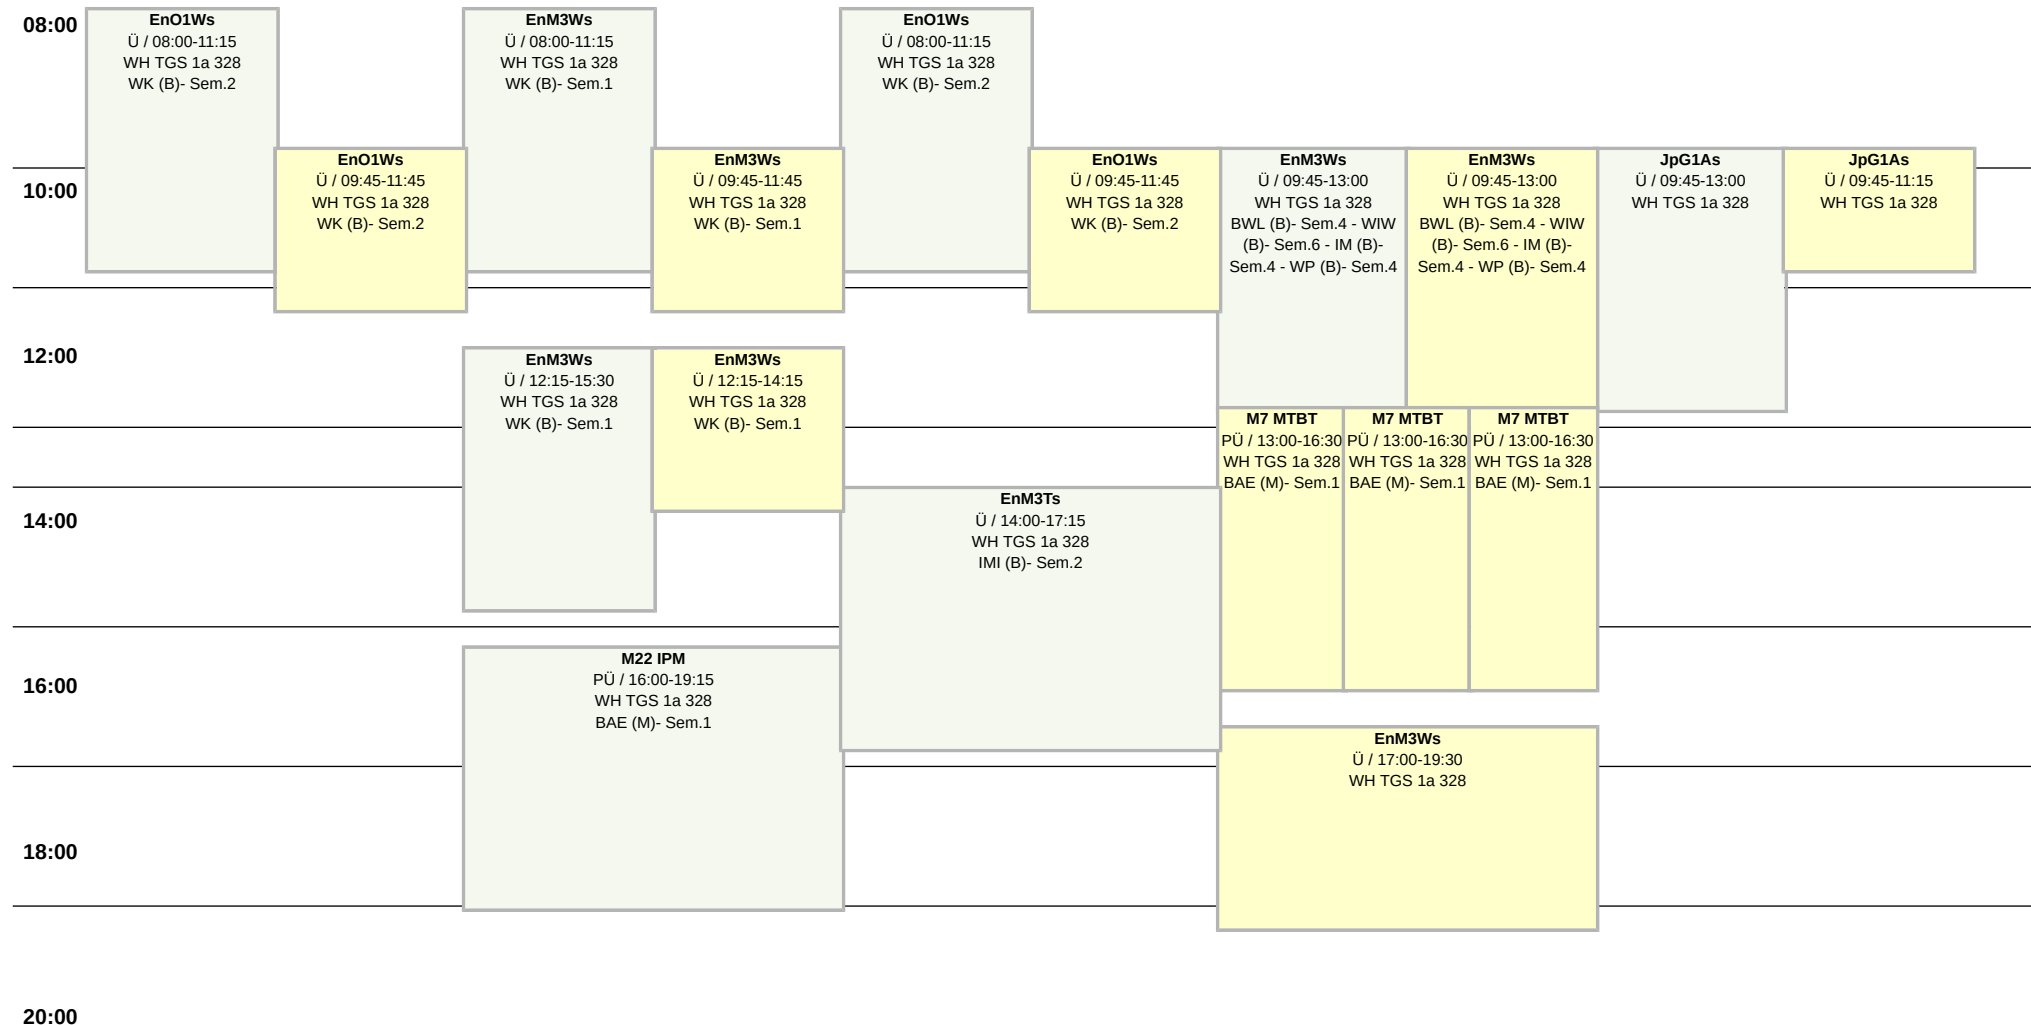 08:00
EnO1Ws
Ü / 08:00-11:15
WH TGS 1a 328
WK (B)- Sem.2
EnM3Ws
Ü / 08:00-11:15
WH TGS 1a 328
WK (B)- Sem.1
EnO1Ws
Ü / 08:00-11:15
WH TGS 1a 328
WK (B)- Sem.2
EnO1Ws
Ü / 09:45-11:45
WH TGS 1a 328
WK (B)- Sem.2
EnM3Ws
Ü / 09:45-11:45
WH TGS 1a 328
WK (B)- Sem.1
EnO1Ws
Ü / 09:45-11:45
WH TGS 1a 328
WK (B)- Sem.2
EnM3Ws
Ü / 09:45-13:00
WH TGS 1a 328
BWL (B)- Sem.4 - WIW
(B)- Sem.6 - IM (B)-
Sem.4 - WP (B)- Sem.4
EnM3Ws
Ü / 09:45-13:00
WH TGS 1a 328
BWL (B)- Sem.4 - WIW
(B)- Sem.6 - IM (B)-
Sem.4 - WP (B)- Sem.4
JpG1As
Ü / 09:45-13:00
WH TGS 1a 328
JpG1As
Ü / 09:45-11:15
WH TGS 1a 328
10:00
12:00
EnM3Ws
Ü / 12:15-15:30
WH TGS 1a 328
WK (B)- Sem.1
EnM3Ws
Ü / 12:15-14:15
WH TGS 1a 328
WK (B)- Sem.1
M7 MTBT
PÜ / 13:00-16:30
WH TGS 1a 328
BAE (M)- Sem.1
M7 MTBT
PÜ / 13:00-16:30
WH TGS 1a 328
BAE (M)- Sem.1
M7 MTBT
PÜ / 13:00-16:30
WH TGS 1a 328
BAE (M)- Sem.1
14:00
EnM3Ts
Ü / 14:00-17:15
WH TGS 1a 328
IMI (B)- Sem.2
16:00
M22 IPM
PÜ / 16:00-19:15
WH TGS 1a 328
BAE (M)- Sem.1
EnM3Ws
Ü / 17:00-19:30
WH TGS 1a 328
18:00
20:00